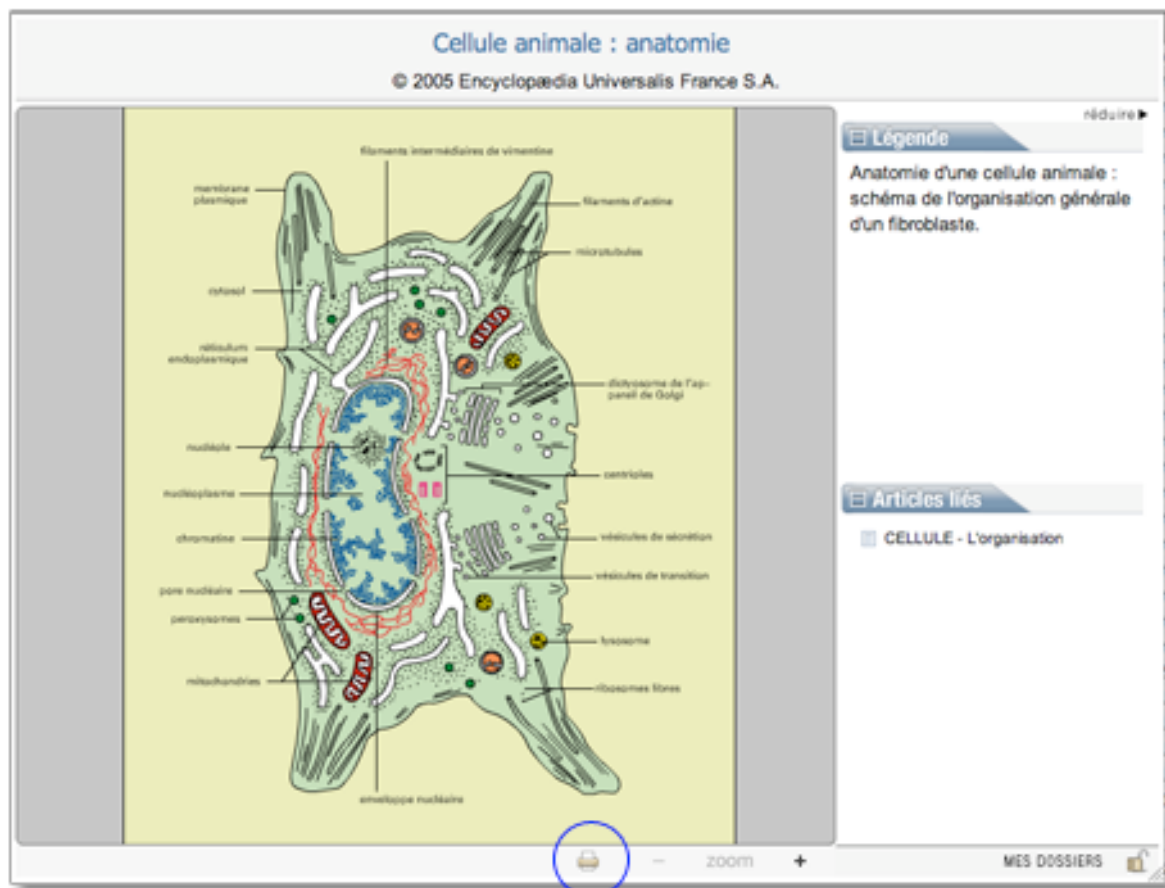 Cellule animale : anatomie
© 2005 Encyclopædia Universalis France S.A.
réduire
Légende
Anatomie d'une cellule animale :
schéma de l'organisation générale
d'un fibroblaste.
Articles liés
CELLULE - L'organisation
filaments intermédiaires de vimentine
membrane
plasmique
filaments d'actine
microtubules
cytosol
réticulum
endoplasmique
dictyosome de l'ap-
pareil de Golgi
nucléole
centrioles
nucléoplasme
chromatine
vésicules de sécrétion
vésicules de transition
pore nucléaire
peroxysomes
lysosome
mitochondries
ribosomes libres
enveloppe nucléaire
zoom
MES DOSSIERS